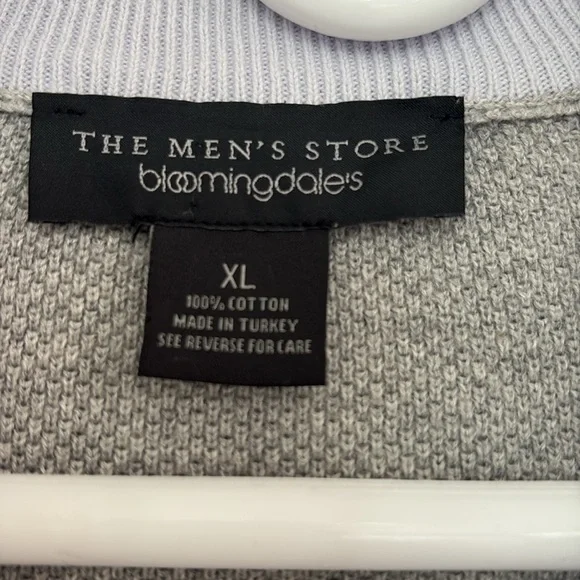 THE MEN'S STORE
bloomingdale's
XL
100% COTTON
MADE IN TURKEY
SEE REVERSE FOR CARE